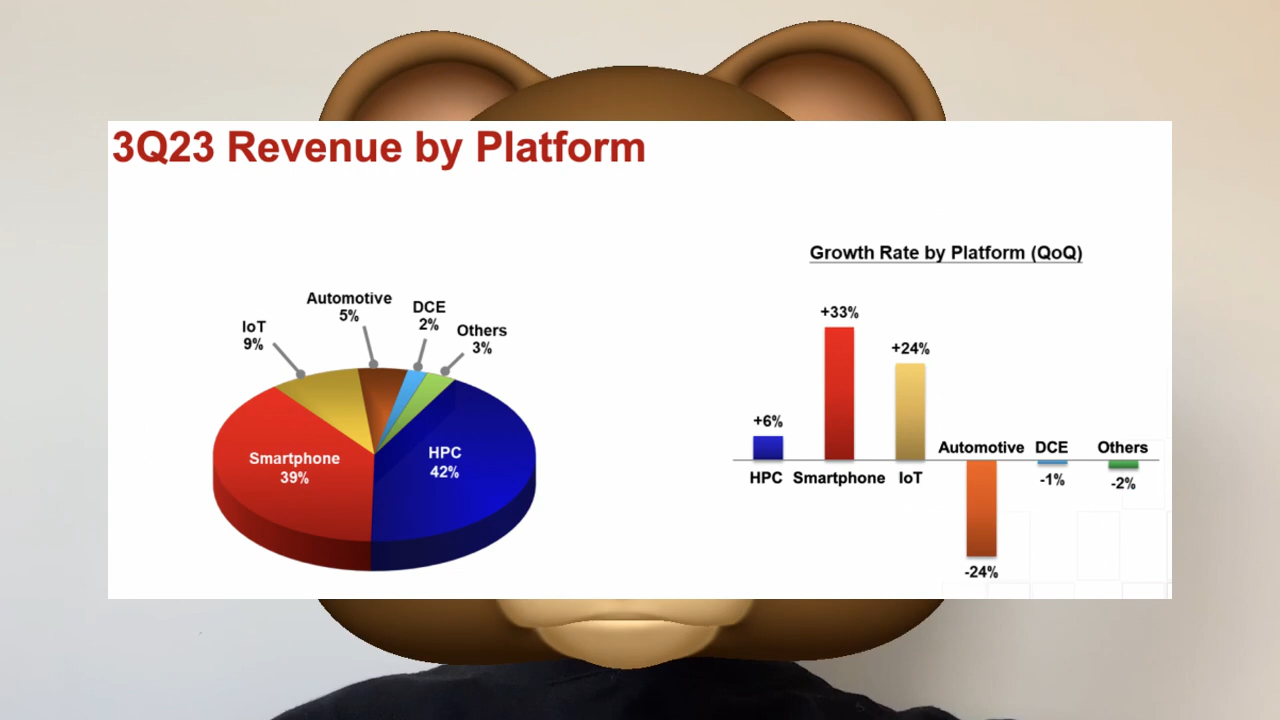 3Q23 Revenue by Platform
Automotive
5%
DCE
2%
IoT
9%
Others
3%
Smartphone
39%
HPC
42%
Growth Rate by Platform (QoQ)
+33%
+24%
+6%
Automotive DCE Others
HPC Smartphone IoT
-1%
-2%
-24%